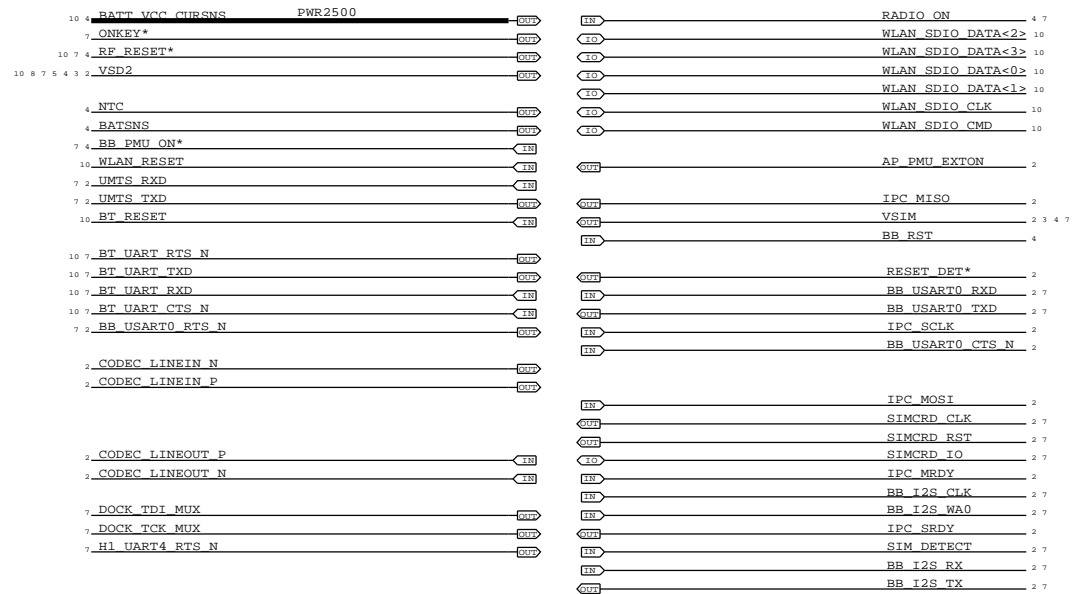 10 4 BATT_VCC_CURSNS PWR2500 OUT
7 ONKEY* OUT
10 7 4 RF_RESET* OUT
10 8 7 5 4 3 2 VSD2 OUT
4 NTC OUT
4 BATSNS OUT
7 4 BB_PMU_ON* IN
10 WLAN_RESET IN
7 2 UMTS_RXD IN
7 2 UMTS_TXD OUT
10 BT_RESET IN
10 7 BT_UART_RTS_N OUT
10 7 BT_UART_TXD OUT
10 7 BT_UART_RXD IN
10 7 BT_UART_CTS_N IN
7 2 BB_USART0_RTS_N OUT
2 CODEC_LINEIN_N OUT
2 CODEC_LINEIN_P OUT
2 CODEC_LINEOUT_P IN
2 CODEC_LINEOUT_N IN
7 DOCK_TDI_MUX OUT
7 DOCK_TCK_MUX OUT
7 H1_UART4_RTS_N OUT
IN RADIO_ON 4 7
IO WLAN_SDIO_DATA<2> 10
IO WLAN_SDIO_DATA<3> 10
IO WLAN_SDIO_DATA<0> 10
IO WLAN_SDIO_DATA<1> 10
IO WLAN_SDIO_CLK 10
IO WLAN_SDIO_CMD 10
OUT AP_PMU_EXTON 2
OUT IPC_MISO 2
OUT VSIM 2 3 4 7
IN BB_RST 4
OUT RESET_DET* 2
IN BB_USART0_RXD 2 7
OUT BB_USART0_TXD 2 7
IN IPC_SCLK 2
IN BB_USART0_CTS_N 2
IN IPC_MOSI 2
OUT SIMCRD_CLK 2 7
OUT SIMCRD_RST 2 7
IO SIMCRD_IO 2 7
IN IPC_MRDY 2
IN BB_I2S_CLK 2 7
IN BB_I2S_WA0 2 7
OUT IPC_SRDY 2
IN SIM_DETECT 2 7
IN BB_I2S_RX 2 7
OUT BB_I2S_TX 2 7